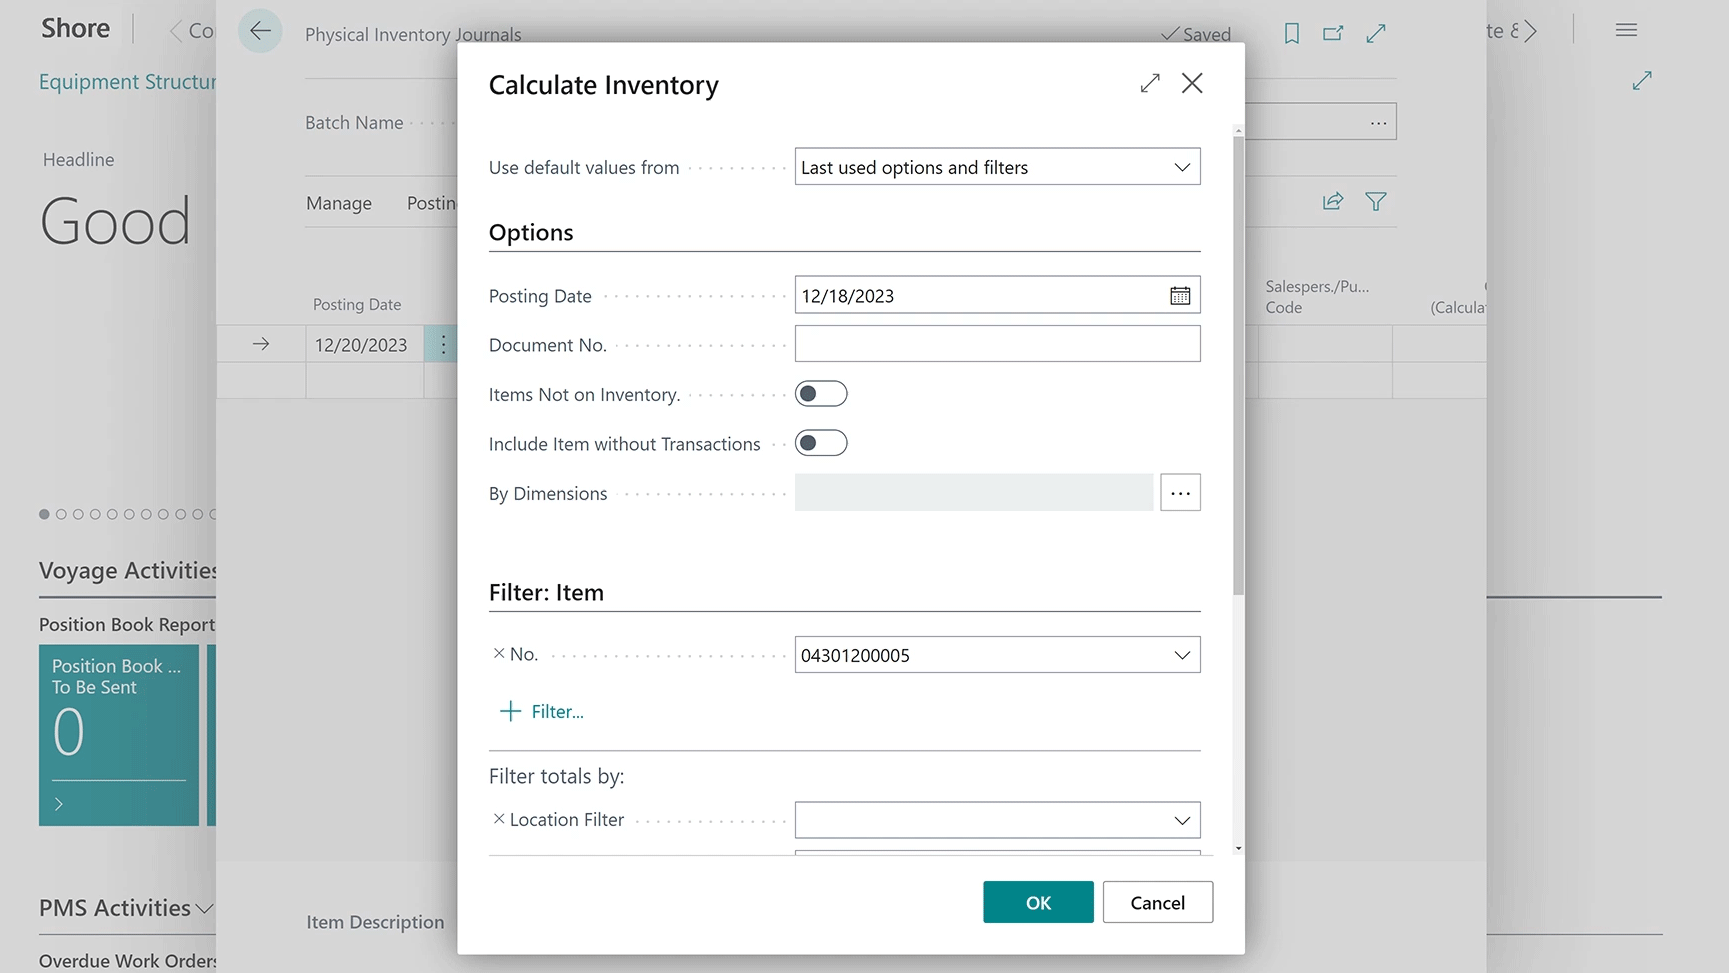 Shore
Co
Equipment Structur
Headline
Good
Voyage Activities
Position Book Report
Position Book ...
To Be Sent
0
PMS Activities
Overdue Work Orders
Physical Inventory Journals
Saved
Batch Name
...
Manage
Postin
Posting Date
Salespers./Pu...
Code
(Calcula
12/20/2023
Item Description
Calculate Inventory
Use default values from
Last used options and filters
Options
Posting Date
12/18/2023
Document No.
Items Not on Inventory.
Include Item without Transactions
By Dimensions
...
Filter: Item
No.
04301200005
Filter...
Filter totals by:
Location Filter
OK
Cancel